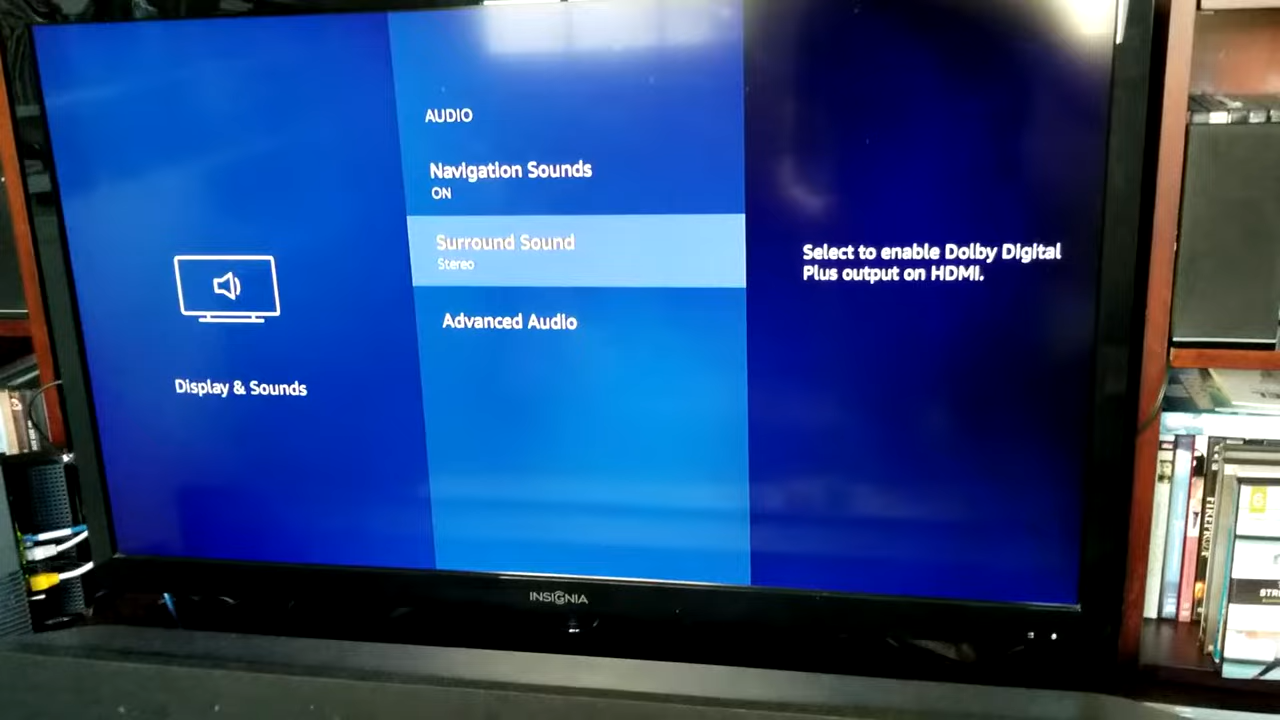 AUDIO
Navigation Sounds
ON
Surround Sound
Stereo
Advanced Audio
Display & Sounds
Select to enable Dolby Digital
Plus output on HDMI.
INSIGNIA